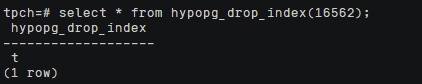 tpch=# select * from hypopg_drop_index(16562);
 hypopg_drop_index
-------------------
 t
(1 row)